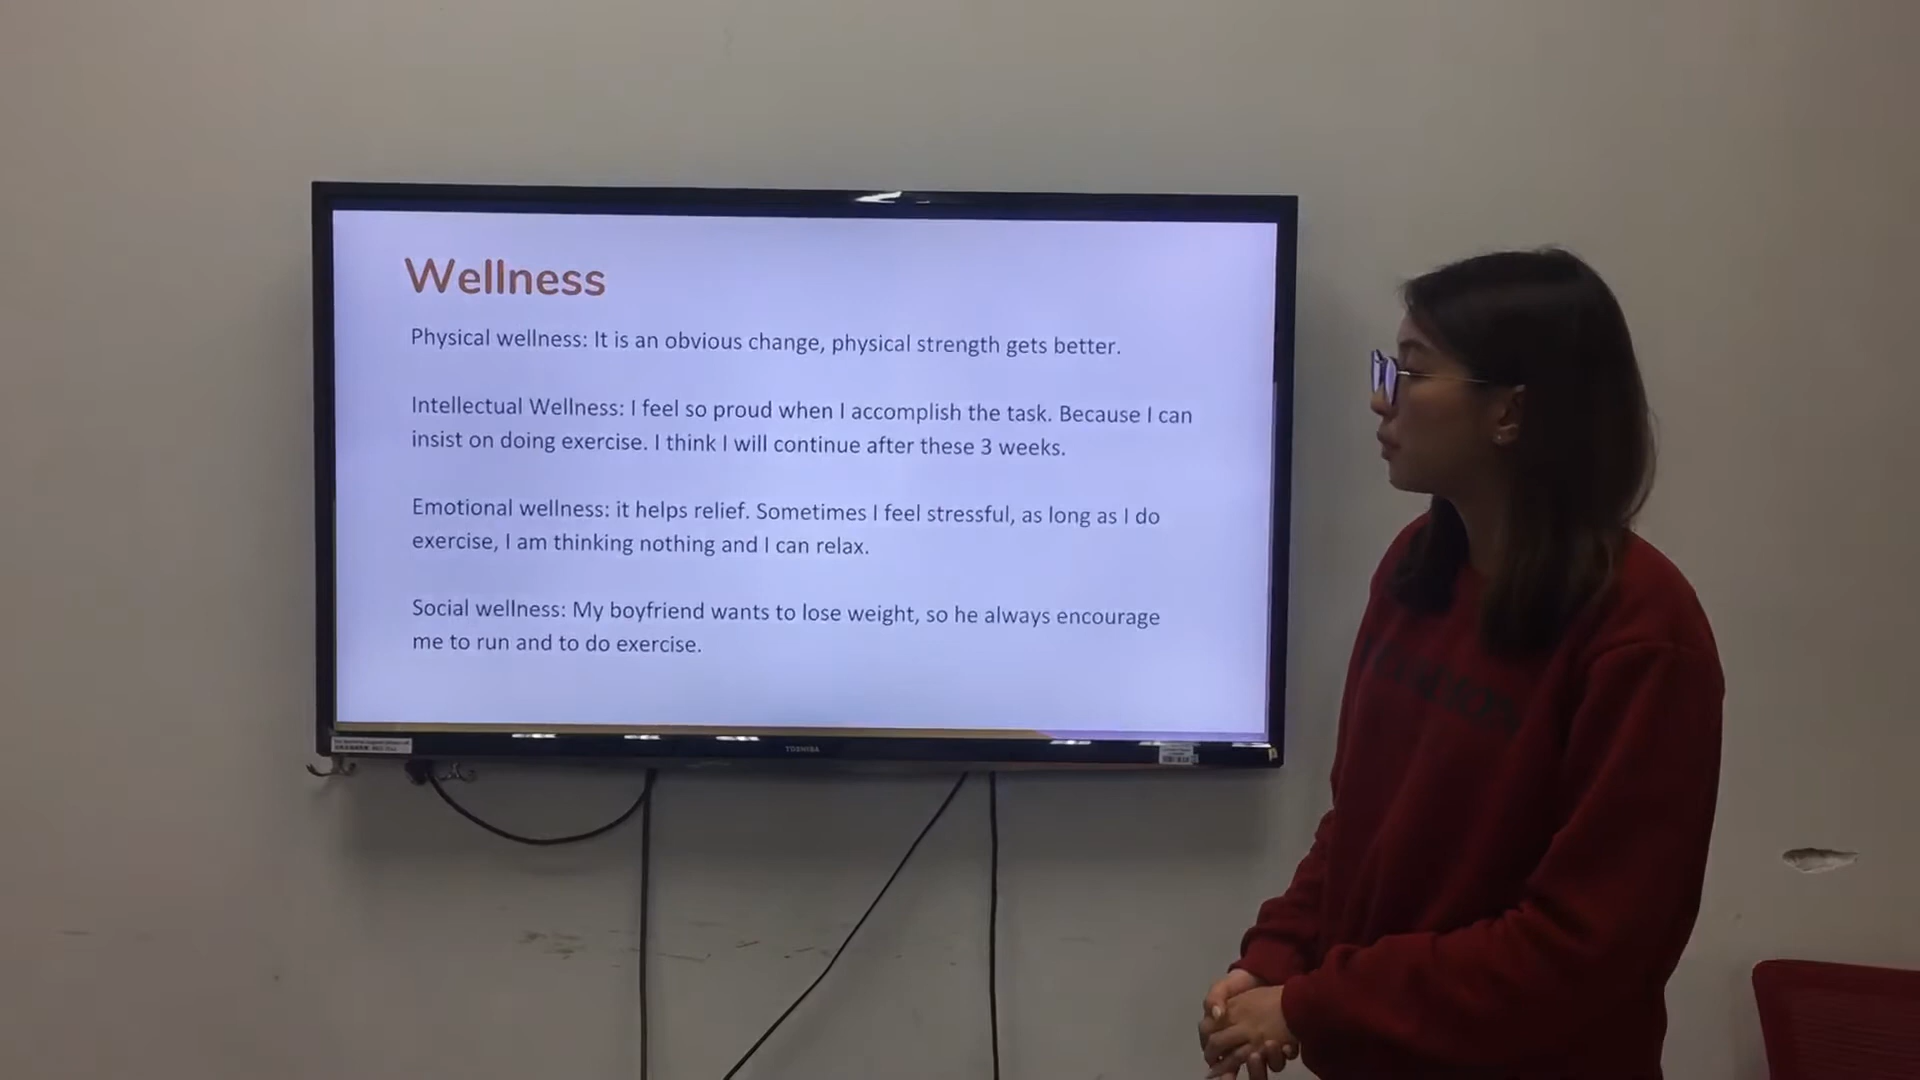 Wellness
Physical wellness: It is an obvious change, physical strength gets better.
Intellectual Wellness: I feel so proud when I accomplish the task. Because I can
insist on doing exercise. I think I will continue after these 3 weeks.
Emotional wellness: it helps relief. Sometimes I feel stressful, as long as I do
exercise, I am thinking nothing and I can relax.
Social wellness: My boyfriend wants to lose weight, so he always encourage
me to run and to do exercise.
TOSHIBA